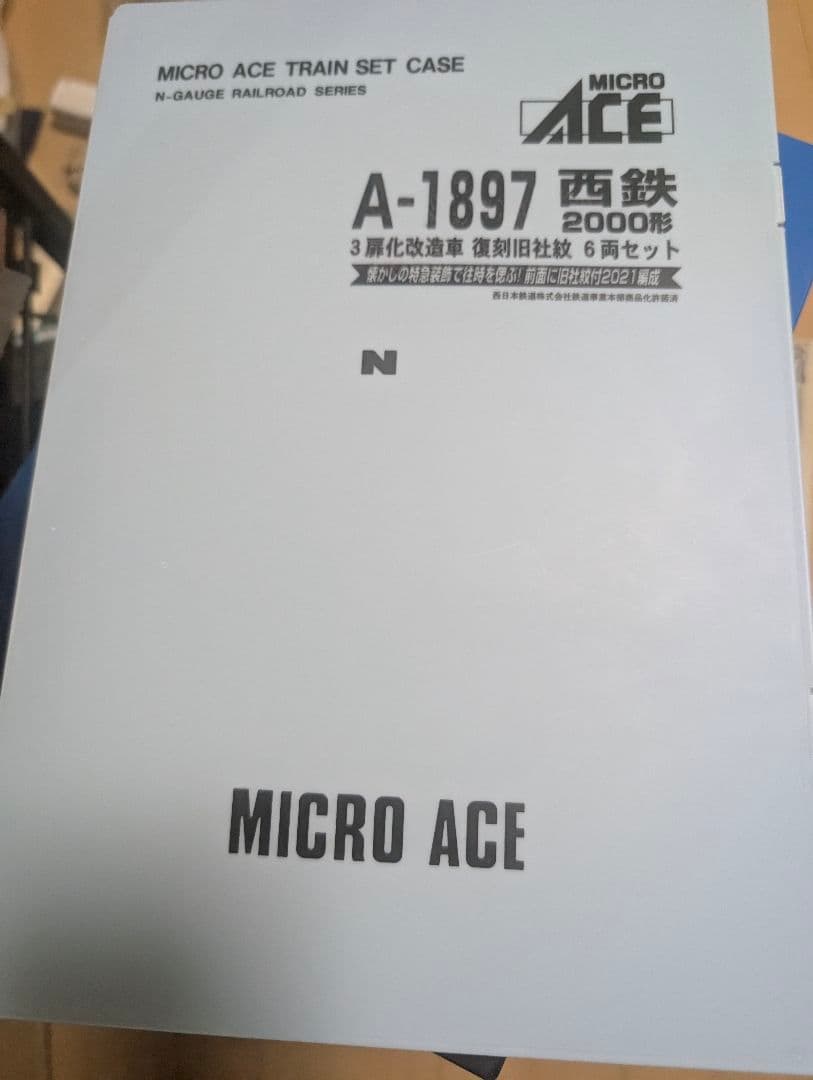 MICRO ACE TRAIN SET CASE
N-GAUGE RAILROAD SERIES
MICRO
ACE
A-1897 西鉄
2000形
3扉化改造車 復刻旧社紋 6両セット
懐かしの特急装飾で往時を偲ぶ！前面に旧社紋付2021編成
西日本鉄道株式会社鉄道事業本部商品化許諾済
N
MICRO ACE